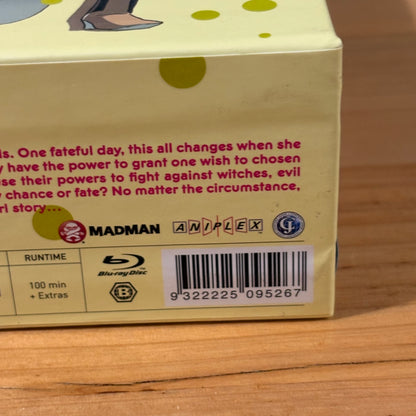 ls. One fateful day, this all changes when she
y have the power to grant one wish to chosen
use their powers to fight against witches, evil
y chance or fate? No matter the circumstance,
rl story...
MADMAN ANIPLEX
RUNTIME
Blu-ray Disc
100 min
+ Extras
B
9 322225 095267